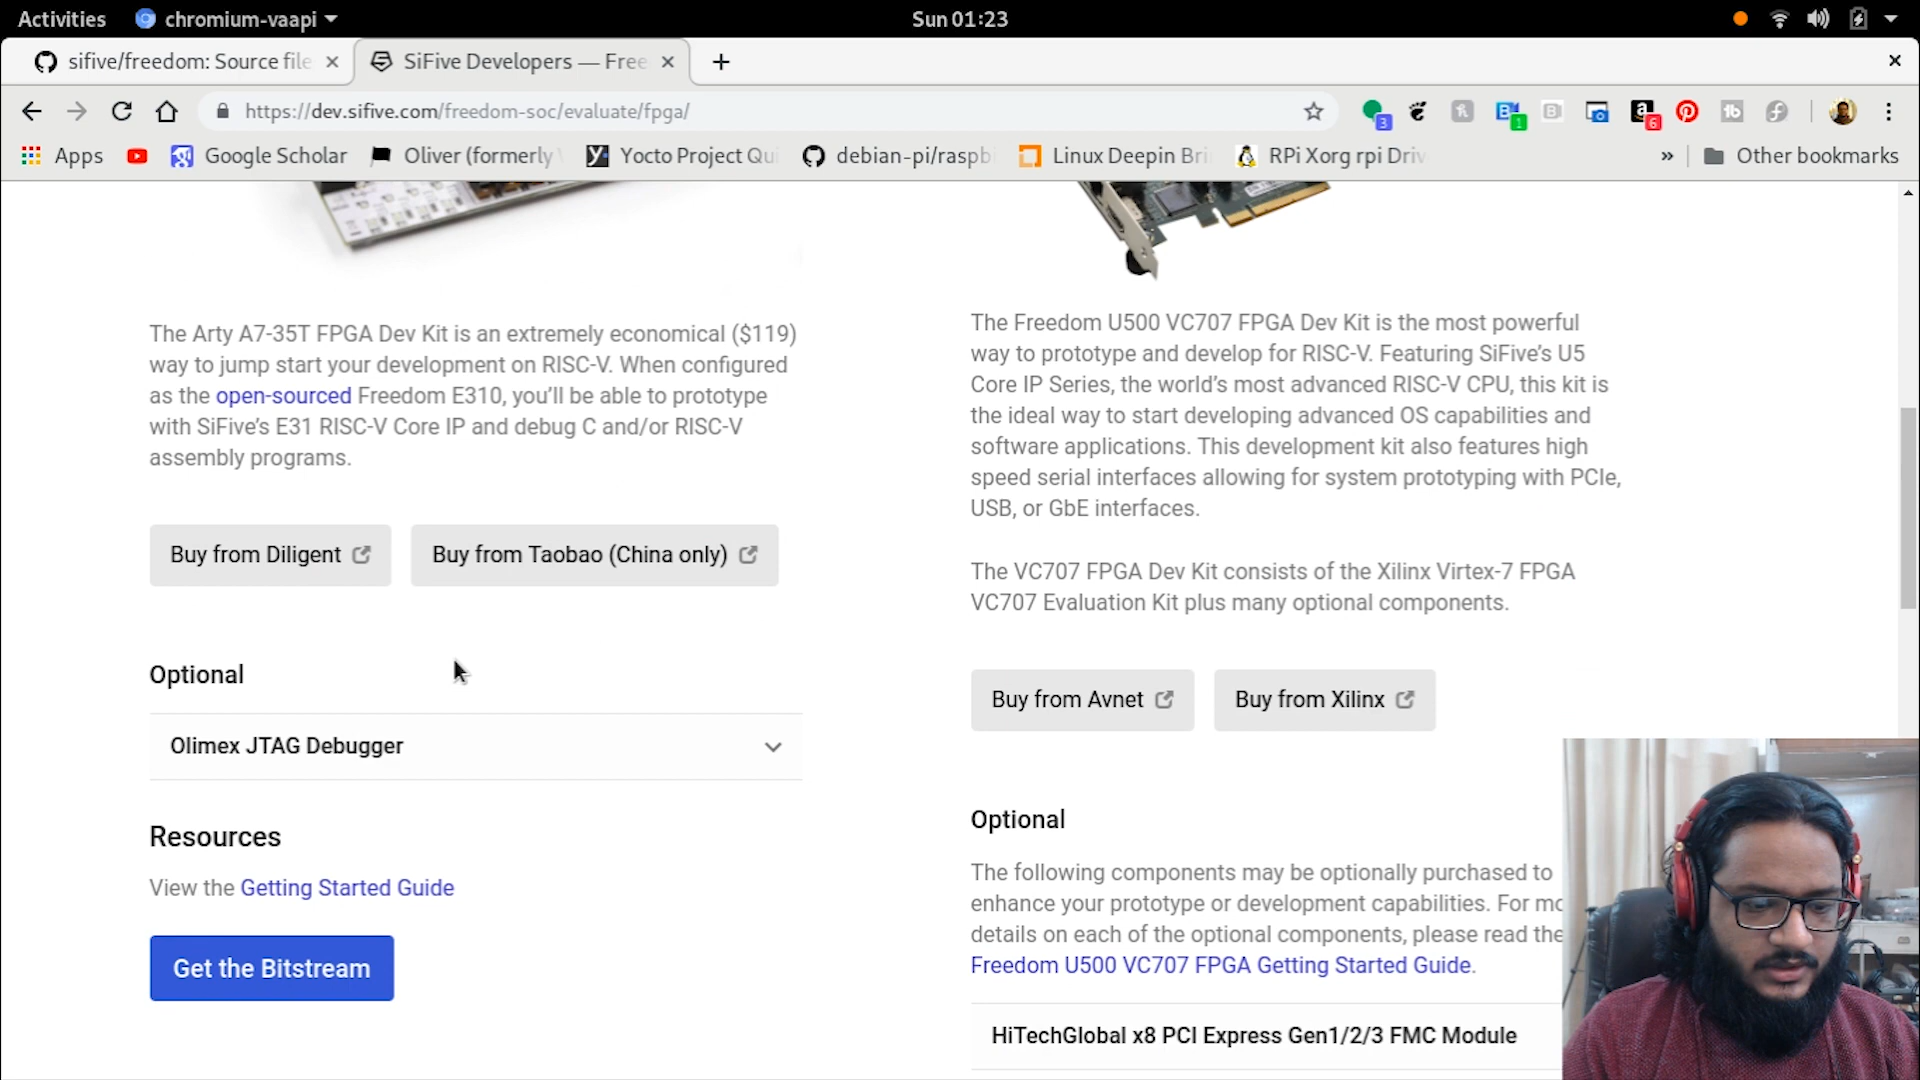 Activities
chromium-vaapi
Sun 01:23
sifive/freedom: Source file
SiFive Developers — Free
https://dev.sifive.com/freedom-soc/evaluate/fpga/
3
1
6
Apps
Google Scholar
Oliver (formerly
Yocto Project Qui
debian-pi/raspbi
Linux Deepin Bri
RPi Xorg rpi Driv
»
Other bookmarks
The Arty A7-35T FPGA Dev Kit is an extremely economical ($119)
way to jump start your development on RISC-V. When configured
as the open-sourced Freedom E310, you’ll be able to prototype
with SiFive’s E31 RISC-V Core IP and debug C and/or RISC-V
assembly programs.
Buy from Diligent
Buy from Taobao (China only)
Optional
Olimex JTAG Debugger
Resources
View the Getting Started Guide
Get the Bitstream
The Freedom U500 VC707 FPGA Dev Kit is the most powerful
way to prototype and develop for RISC-V. Featuring SiFive’s U5
Core IP Series, the world’s most advanced RISC-V CPU, this kit is
the ideal way to start developing advanced OS capabilities and
software applications. This development kit also features high
speed serial interfaces allowing for system prototyping with PCIe,
USB, or GbE interfaces.
The VC707 FPGA Dev Kit consists of the Xilinx Virtex-7 FPGA
VC707 Evaluation Kit plus many optional components.
Buy from Avnet
Buy from Xilinx
Optional
The following components may be optionally purchased to
enhance your prototype or development capabilities. For mo
details on each of the optional components, please read the
Freedom U500 VC707 FPGA Getting Started Guide.
HiTechGlobal x8 PCI Express Gen1/2/3 FMC Module